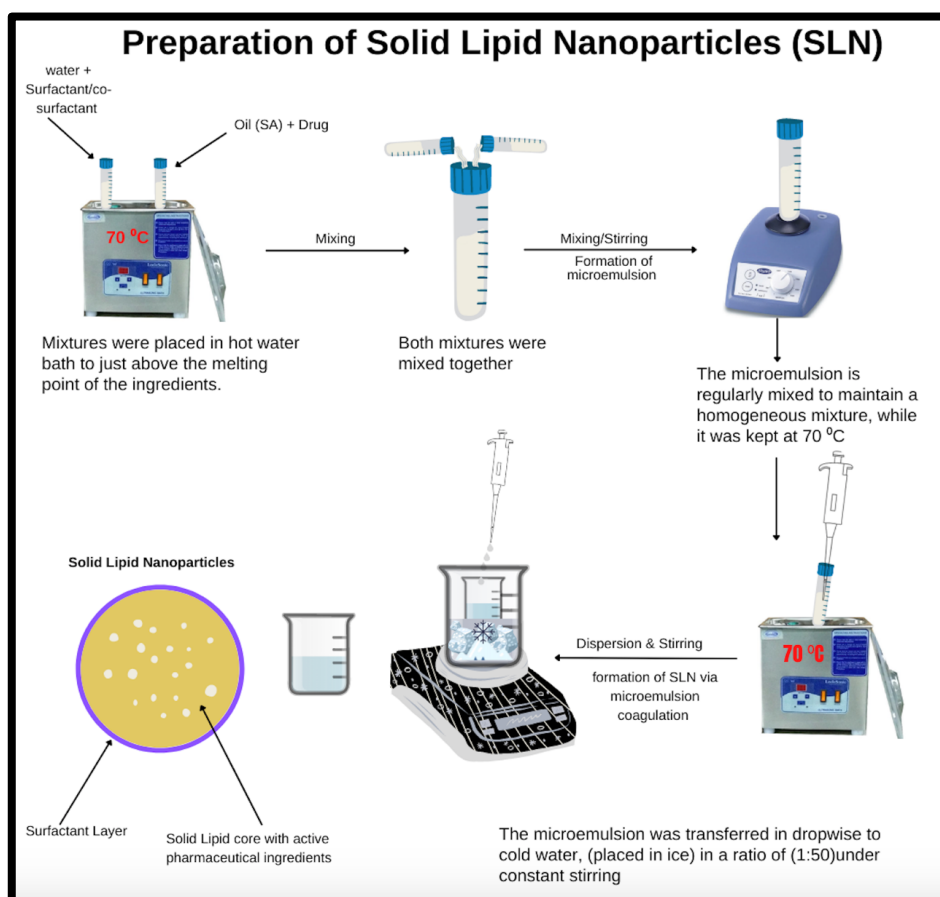 Preparation of Solid Lipid Nanoparticles (SLN)
water +
Surfactant/co-
surfactant
Oil (SA) + Drug
70 ⁰C
Mixing
Mixing/Stirring
Formation of
microemulsion
Mixtures were placed in hot water
bath to just above the melting
point of the ingredients.
Both mixtures were
mixed together
The microemulsion is
regularly mixed to maintain a
homogeneous mixture, while
it was kept at 70 ⁰C
Solid Lipid Nanoparticles
Dispersion & Stirring
formation of SLN via
microemulsion
coagulation
70 ⁰C
Surfactant Layer
Solid Lipid core with active
pharmaceutical ingredients
The microemulsion was transferred in dropwise to
cold water, (placed in ice) in a ratio of (1:50)under
constant stirring